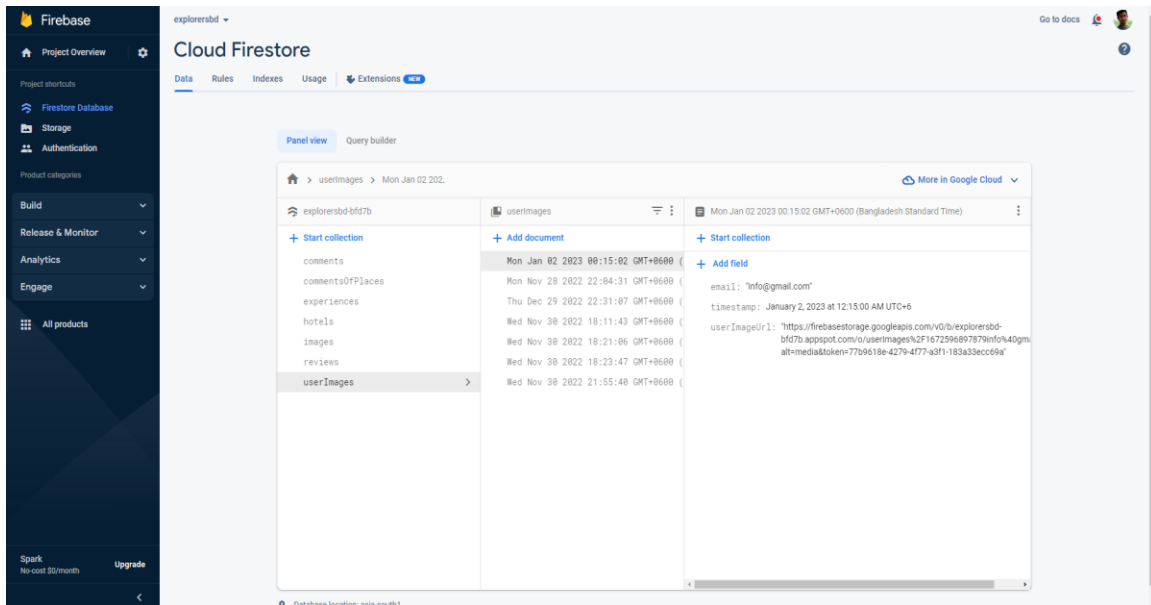 Firebase
explorersbd
Go to docs
Project Overview
Cloud Firestore
Project shortcuts
Data Rules Indexes Usage Extensions NEW
Firestore Database
Storage
Authentication
Panel view Query builder
Product categories
userImages > Mon Jan 02 202.
More in Google Cloud
Build
Release & Monitor
Analytics
Engage
All products
explorersbd-bfd7b
+ Start collection
comments
commentsOfPlaces
experiences
hotels
images
reviews
userImages >
userImages
+ Add document
Mon Jan 02 2023 00:15:02 GMT+0600 (
Mon Nov 28 2022 22:04:31 GMT+0600 (
Thu Dec 29 2022 22:31:07 GMT+0600 (
Wed Nov 30 2022 18:11:43 GMT+0600 (
Wed Nov 30 2022 18:21:06 GMT+0600 (
Wed Nov 30 2022 18:23:47 GMT+0600 (
Wed Nov 30 2022 21:55:40 GMT+0600 (
Mon Jan 02 2023 00:15:02 GMT+0600 (Bangladesh Standard Time)
+ Start collection
+ Add field
email: "info@gmail.com"
timestamp: January 2, 2023 at 12:15:00 AM UTC+6
userImageUrl: "https://firebasestorage.googleapis.com/v0/b/explorersbd-
bfd7b.appspot.com/o/userImages%2F1672596897879info%40gm
alt=media&token=77b9618e-4279-4f77-a3f1-183a33ecc69a"
Spark
No-cost $0/month
Upgrade
Database location: asia-south1